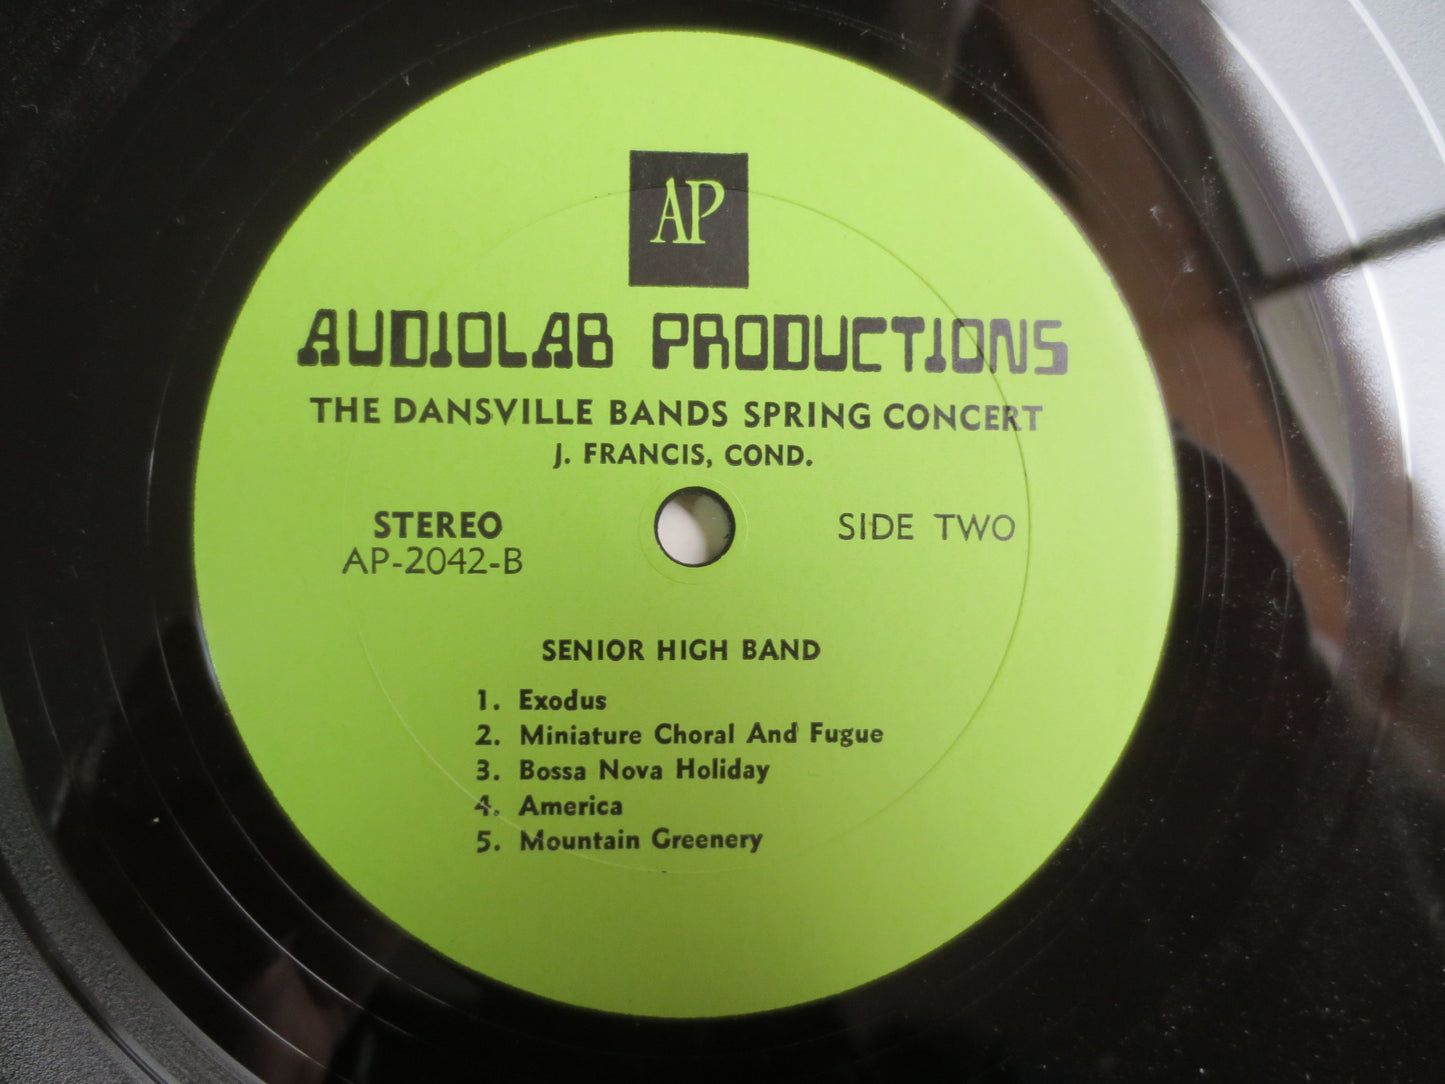 AP
AUDIOLAB PRODUCTIONS
THE DANSVILLE BANDS SPRING CONCERT
J. FRANCIS, COND.
STEREO SIDE TWO
AP-2042-B
SENIOR HIGH BAND
1. Exodus
2. Miniature Choral And Fugue
3. Bossa Nova Holiday
4. America
5. Mountain Greenery